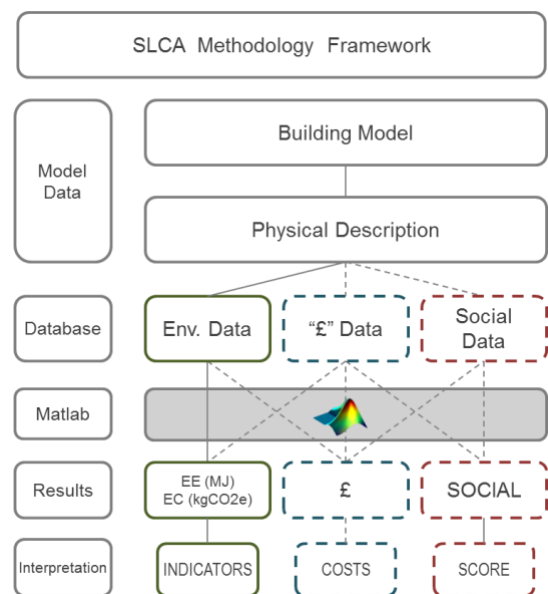 SLCA Methodology Framework
Model
Data
Building Model
Physical Description
Database
Env. Data
“£” Data
Social
Data
Matlab
Results
EE (MJ)
EC (kgCO2e)
£
SOCIAL
Interpretation
INDICATORS
COSTS
SCORE